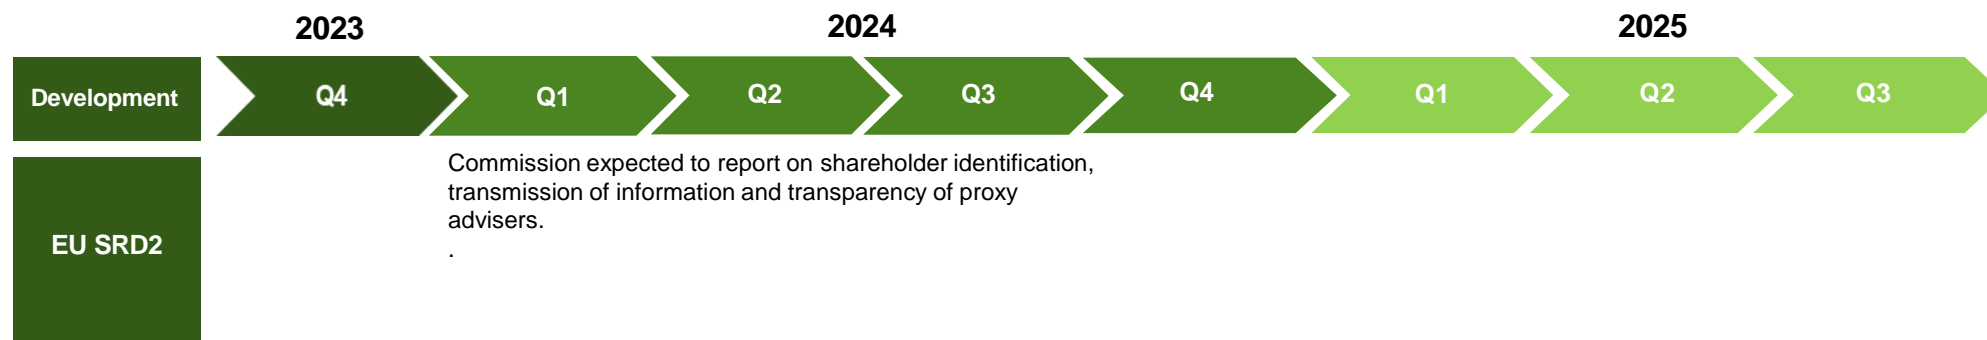 2023 2024 2025
Development Q4 Q1 Q2 Q3 Q4 Q1 Q2 Q3
EU SRD2
Commission expected to report on shareholder identification,
transmission of information and transparency of proxy
advisers.
.